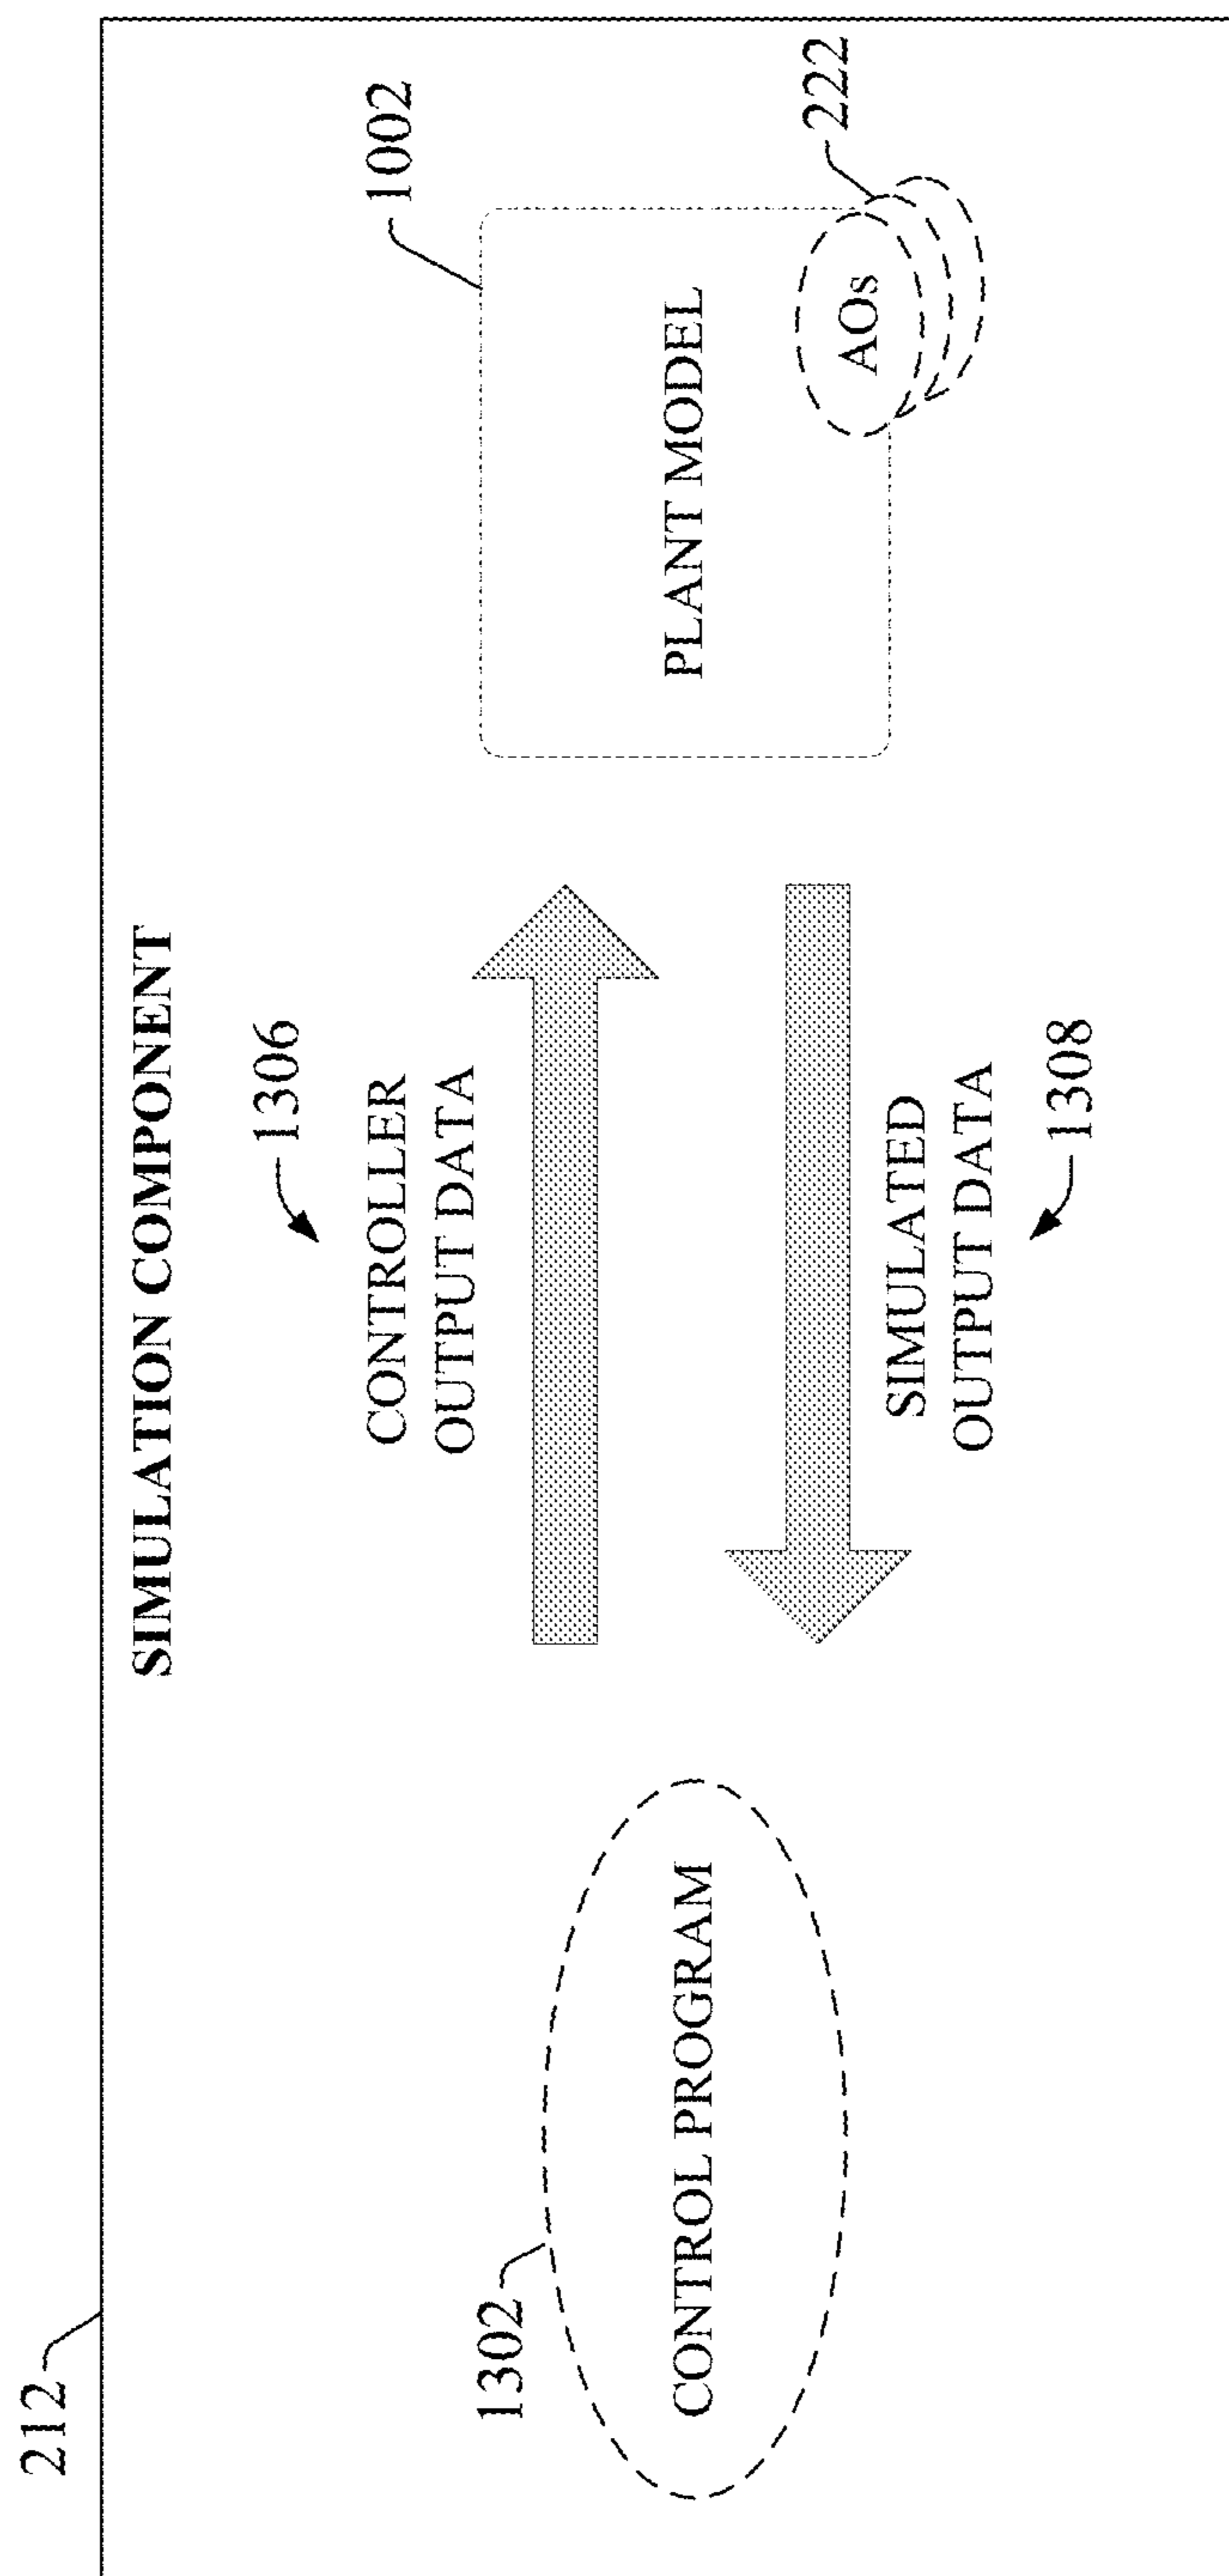 212
SIMULATION COMPONENT
1306
CONTROLLER
OUTPUT DATA
1002
1302
CONTROL PROGRAM
PLANT MODEL
AOs
222
SIMULATED
OUTPUT DATA
1308